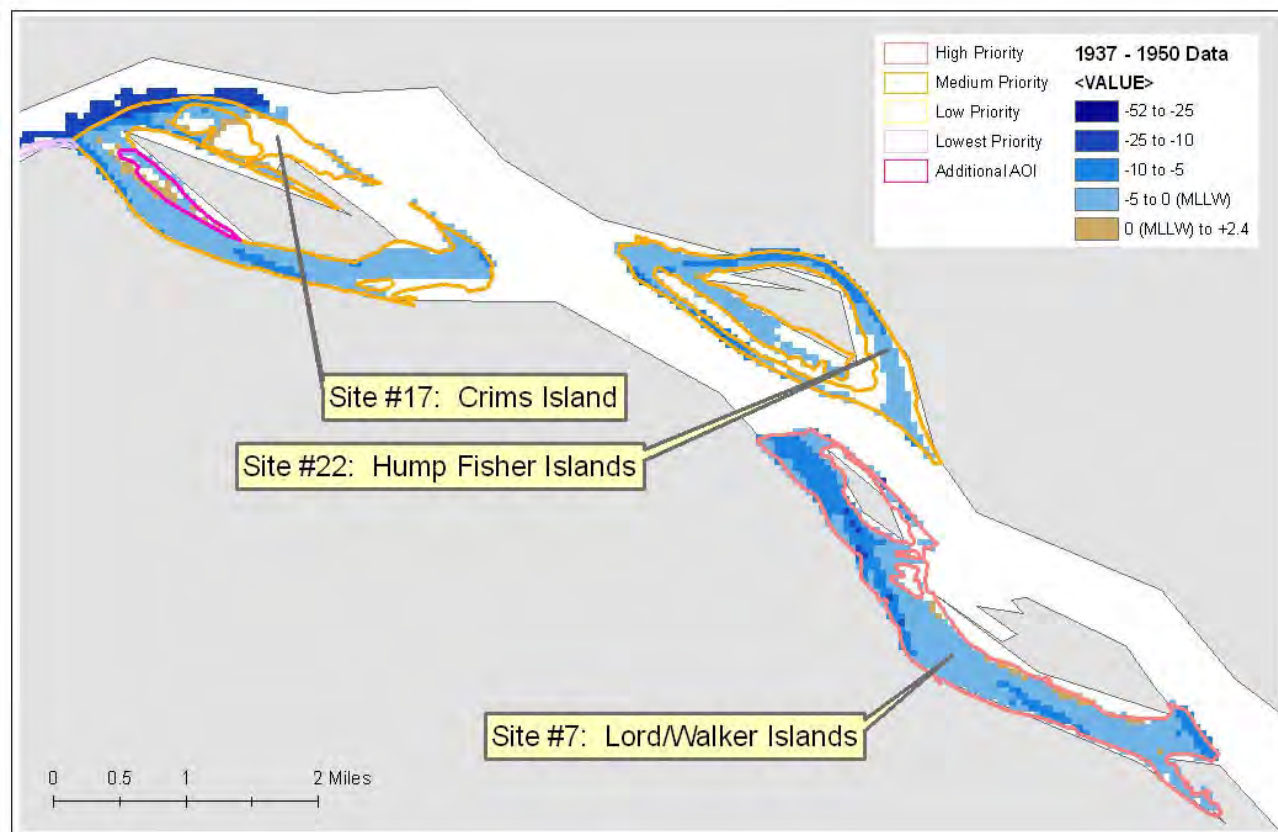 High Priority
Medium Priority
Low Priority
Lowest Priority
Additional AOI
1937 - 1950 Data
<VALUE>
-52 to -25
-25 to -10
-10 to -5
-5 to 0 (MLLW)
0 (MLLW) to +2.4
Site #17: Crims Island
Site #22: Hump Fisher Islands
Site #7: Lord/Walker Islands
0 0.5 1 2 Miles